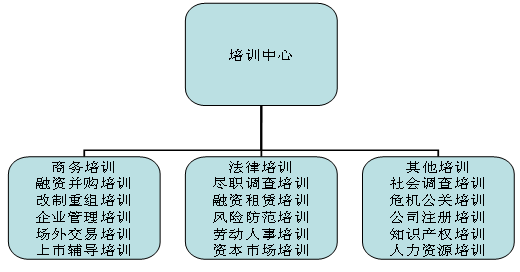 培训中心
商务培训
融资并购培训
改制重组培训
企业管理培训
场外交易培训
上市辅导培训
法律培训
尽职调查培训
融资租赁培训
风险防范培训
劳动人事培训
资本市场培训
其他培训
社会调查培训
危机公关培训
公司注册培训
知识产权培训
人力资源培训